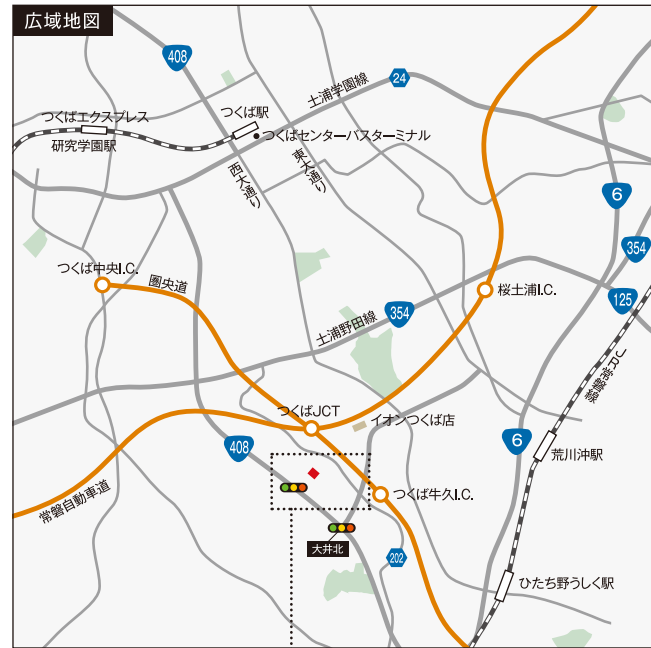 広域地図
408
24
土浦学園線
つくば駅
つくばエクスプレス
つくばセンターバスターミナル
研究学園駅
西大通り
東大通り
6
354
つくば中央I.C.
圏央道
桜土浦I.C.
125
354
土浦野田線
JR常磐線
つくばJCT
イオンつくば店
408
6
荒川沖駅
常磐自動車道
つくば牛久I.C.
大井北
202
ひたち野うしく駅